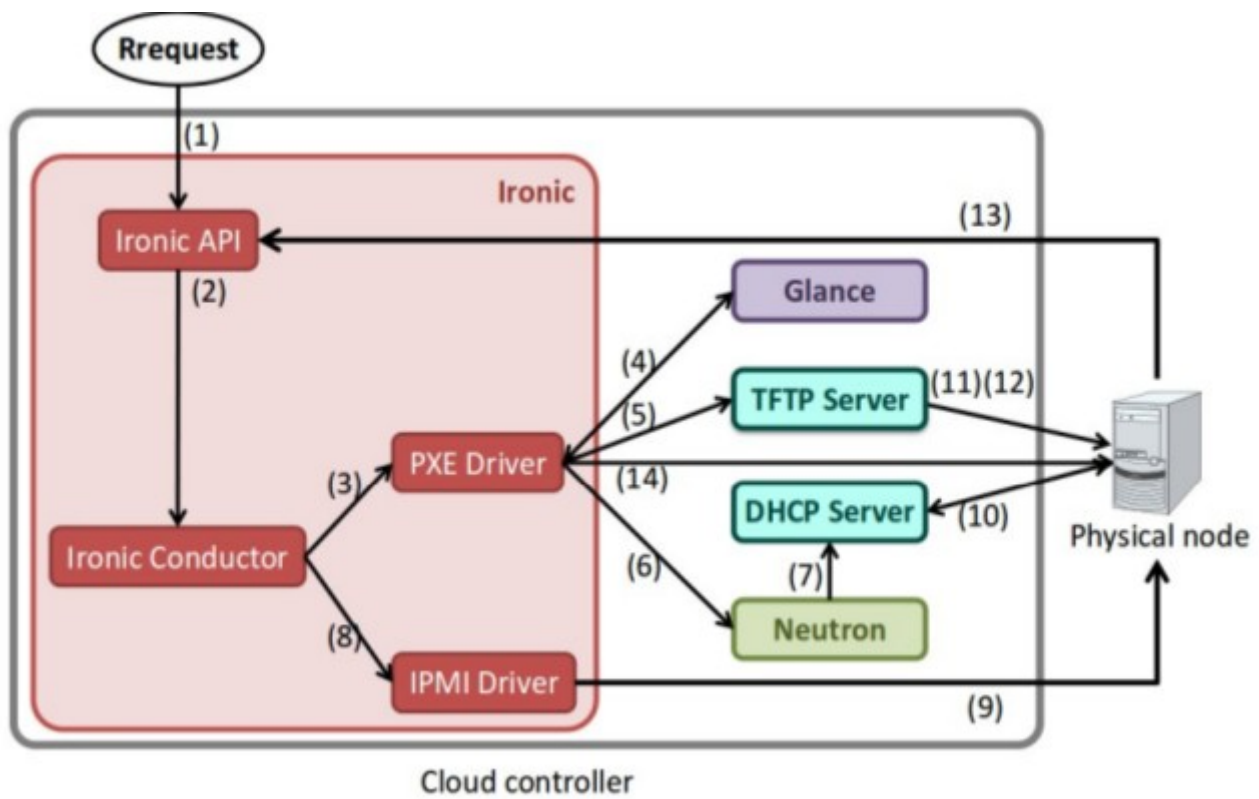 Rrequest
(1)
Ironic
Ironic API
(13)
(2)
Glance
(4)
TFTP Server
(11)(12)
(5)
PXE Driver
(3)
(14)
DHCP Server
(10)
Physical node
Ironic Conductor
(6)
(7)
Neutron
(8)
IPMI Driver
(9)
Cloud controller